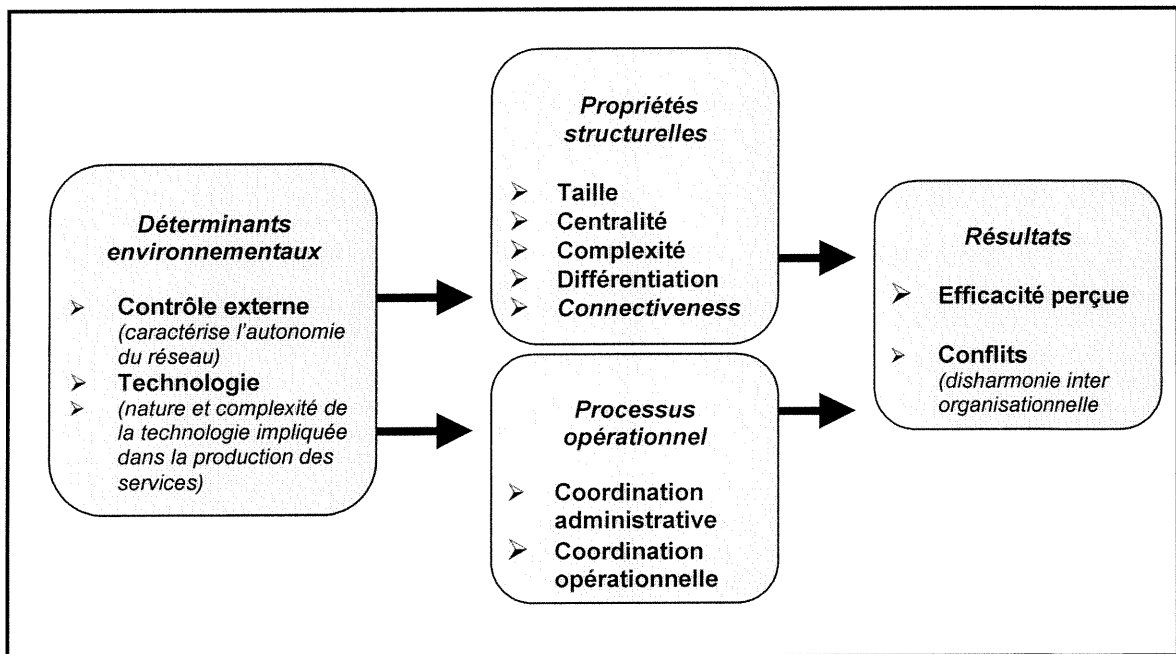 Déterminants
environnementaux
➢ Contrôle externe
(caractérise l'autonomie
du réseau)
➢ Technologie
➢ (nature et complexité de
la technologie impliquée
dans la production des
services)
Propriétés
structurelles
➢ Taille
➢ Centralité
➢ Complexité
➢ Différentiation
➢ Connectiveness
Processus
opérationnel
➢ Coordination
administrative
➢ Coordination
opérationnelle
Résultats
➢ Efficacité perçue
➢ Conflits
(disharmonie inter
organisationnelle